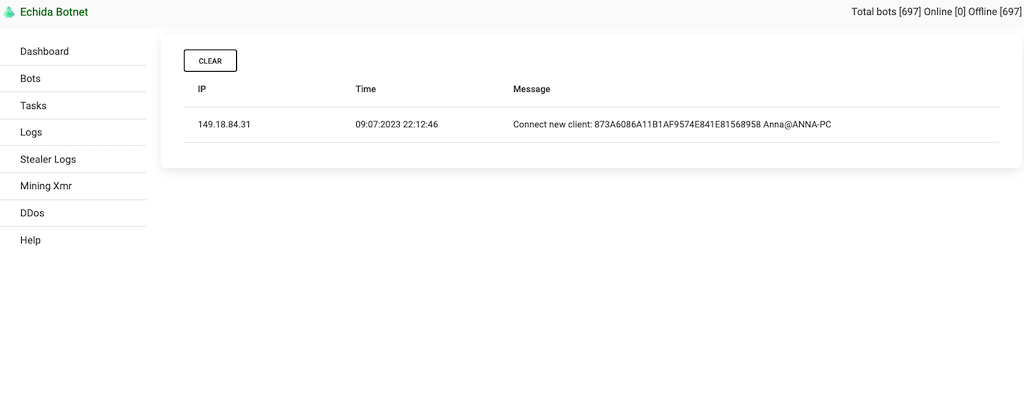 Echida Botnet
Total bots [697] Online [0] Offline [697]
Dashboard
Bots
Tasks
Logs
Stealer Logs
Mining Xmr
DDos
Help
CLEAR
IP Time Message
149.18.84.31 09:07:2023 22:12:46 Connect new client: 873A6086A11B1AF9574E841E81568958 Anna@ANNA-PC